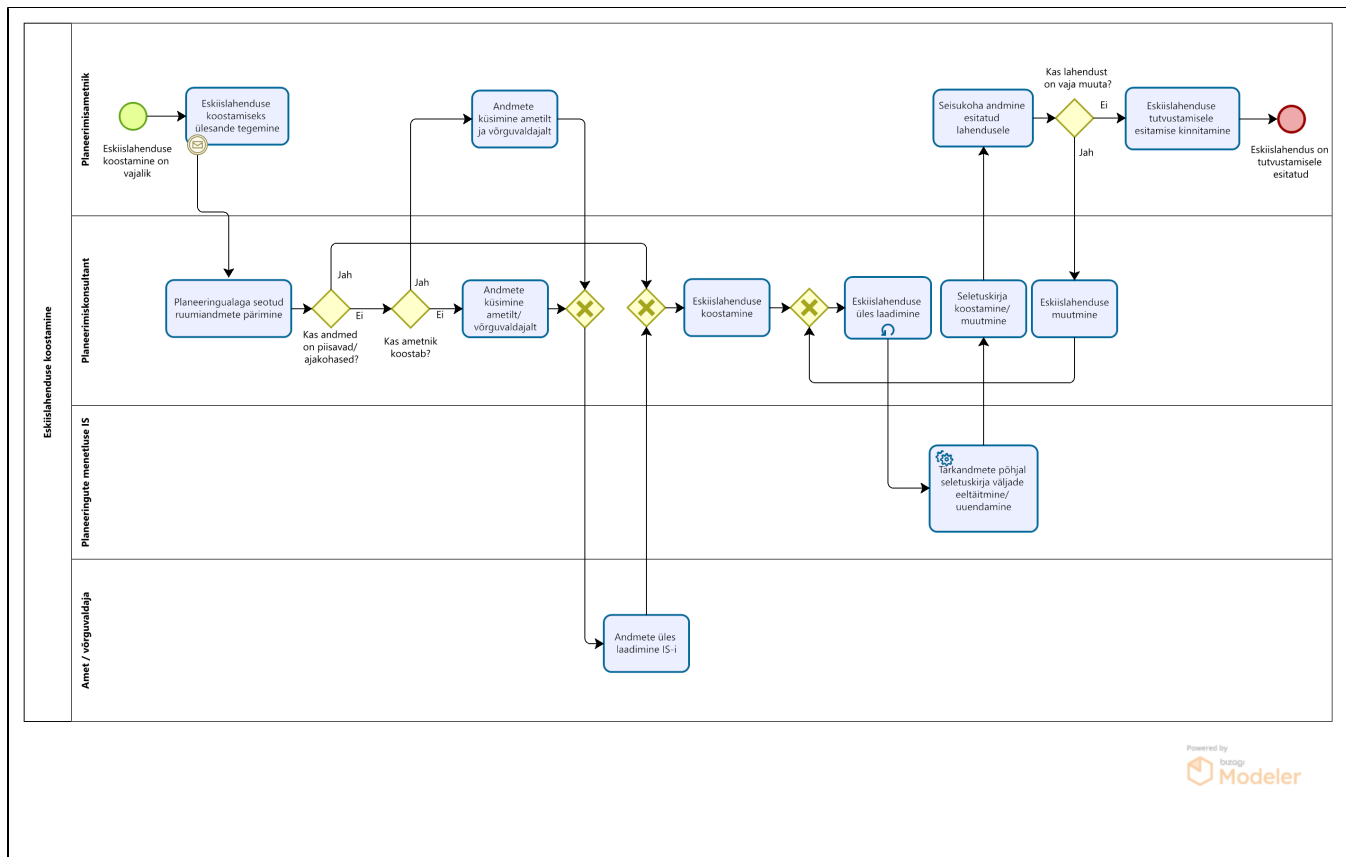 Eskiislahenduse koostamine
Planeerimisametnik
Eskiislahenduse
koostamine on
vajalik
Eskiislahenduse
koostamiseks
ülesande tegemine
Andmete
küsimine ametilt
ja võrguvaldajalt
Seisukoha andmine
esitatud
lahendusele
Kas lahendust
on vaja muuta?
Ei
Jah
Eskiislahenduse
tutvustamisele
esitamise kinnitamine
Eskiislahendus on
tutvustamisele
esitatud
Planeerimiskonsultant
Planeeringualaga seotud
ruumiandmete pärimine
Jah
Ei
Kas andmed
on piisavad/
ajakohased?
Jah
Ei
Kas ametnik
koostab?
Andmete
küsimine
ametilt/
võrguvaldajalt
Eskiislahenduse
koostamine
Eskiislahenduse
üles laadimine
Seletuskirja
koostamine/
muutmine
Eskiislahenduse
muutmine
Planeeringute menetluse IS
Tarkandmete põhjal
seletuskirja väljade
eeltäitmine/
uuendamine
Amet / võrguvaldaja
Andmete üles
laadimine IS-i
Powered by
bizagi
Modeler